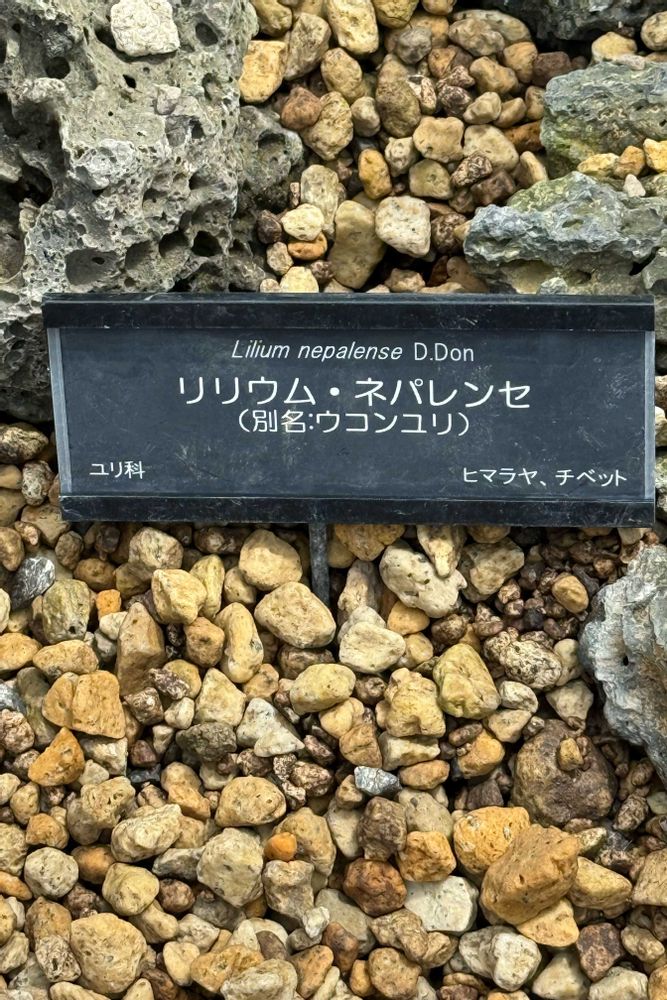 Lilium nepalense D.Don
リリウム・ネパレンセ
(別名:ウコンユリ)
ユリ科
ヒマラヤ、チベット